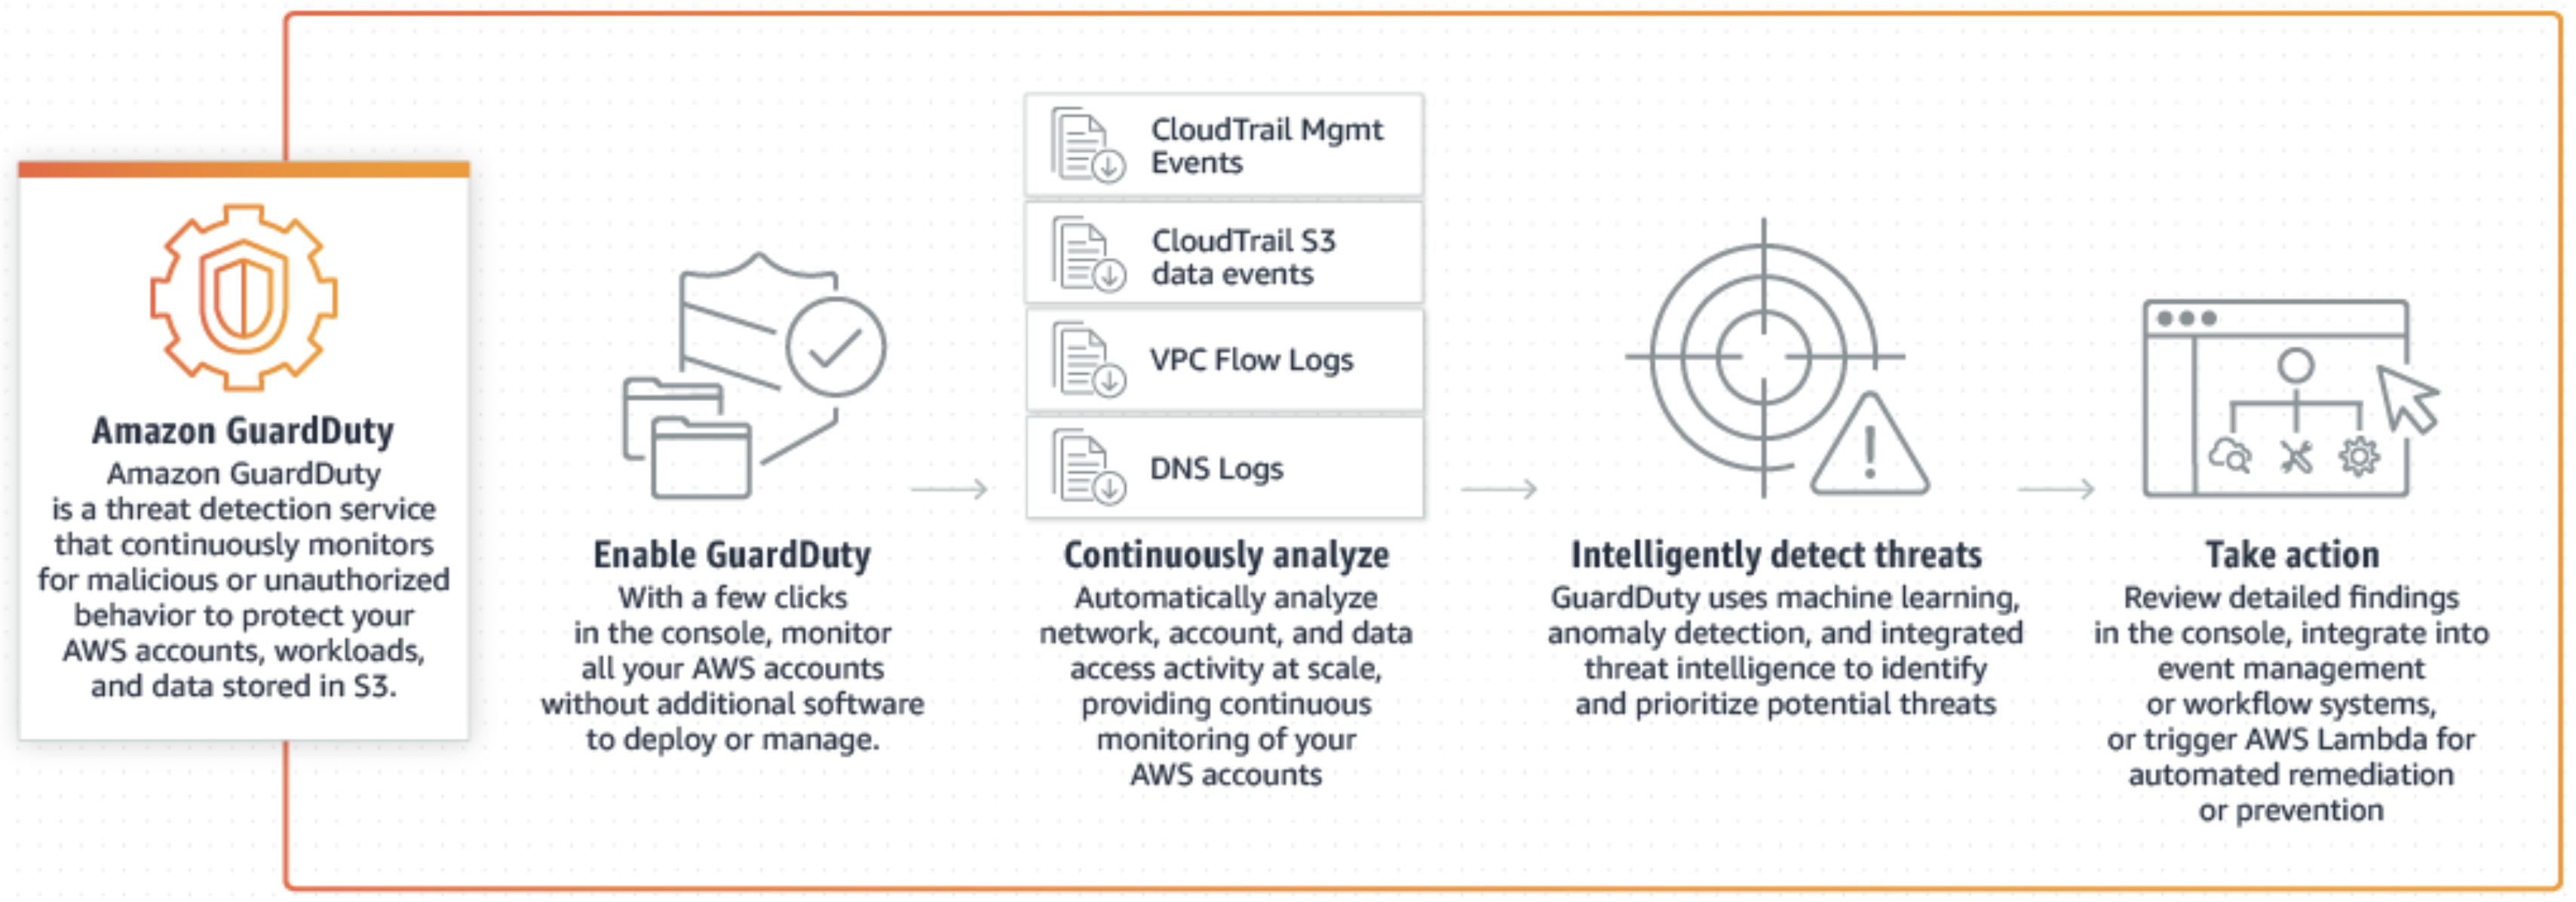 Amazon GuardDuty
Amazon GuardDuty
is a threat detection service
that continuously monitors
for malicious or unauthorized
behavior to protect your
AWS accounts, workloads,
and data stored in S3.
Enable GuardDuty
With a few clicks
in the console, monitor
all your AWS accounts
without additional software
to deploy or manage.
CloudTrail Mgmt
Events
CloudTrail S3
data events
VPC Flow Logs
DNS Logs
Continuously analyze
Automatically analyze
network, account, and data
access activity at scale,
providing continuous
monitoring of your
AWS accounts
Intelligently detect threats
GuardDuty uses machine learning,
anomaly detection, and integrated
threat intelligence to identify
and prioritize potential threats
Take action
Review detailed findings
in the console, integrate into
event management
or workflow systems,
or trigger AWS Lambda for
automated remediation
or prevention